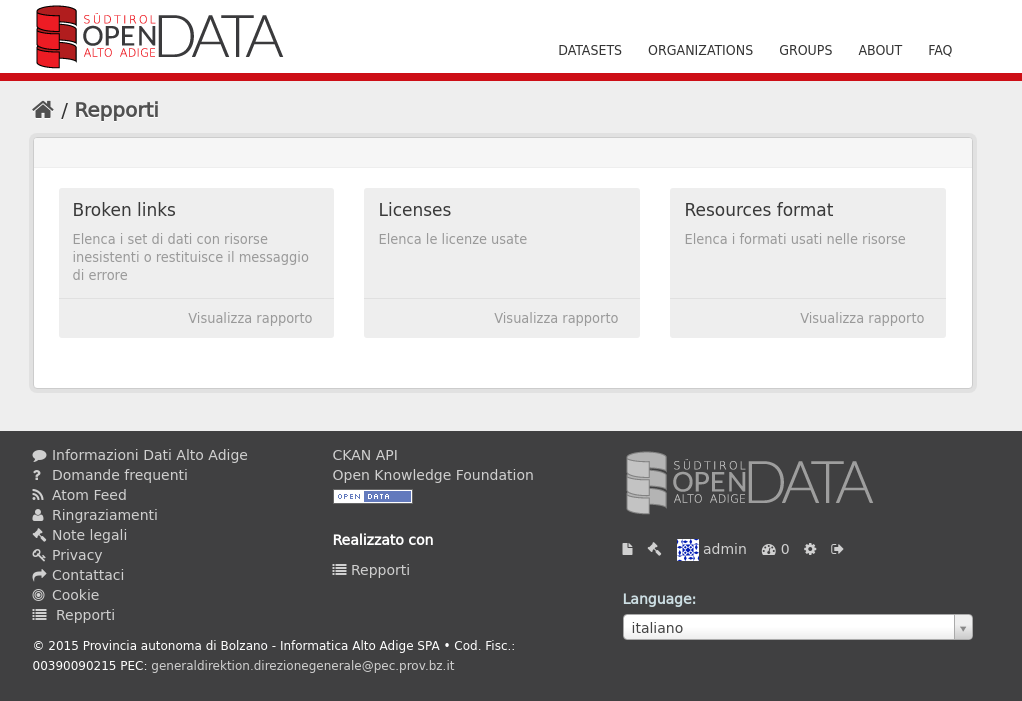 SÜDTIROL
OPEN DATA
ALTO ADIGE
DATASETS ORGANIZATIONS GROUPS ABOUT FAQ
/ Repporti
Broken links
Elenca i set di dati con risorse
inesistenti o restituisce il messaggio
di errore
Visualizza rapporto
Licenses
Elenca le licenze usate
Visualizza rapporto
Resources format
Elenca i formati usati nelle risorse
Visualizza rapporto
Informazioni Dati Alto Adige
? Domande frequenti
Atom Feed
Ringraziamenti
Note legali
Privacy
Contattaci
Cookie
Repporti
© 2015 Provincia autonoma di Bolzano - Informatica Alto Adige SPA • Cod. Fisc.:
00390090215 PEC: generaldirektion.direzionegenerale@pec.prov.bz.it
CKAN API
Open Knowledge Foundation
OPEN DATA
Realizzato con
Repporti
SÜDTIROL
OPEN DATA
ALTO ADIGE
admin 0
Language:
italiano